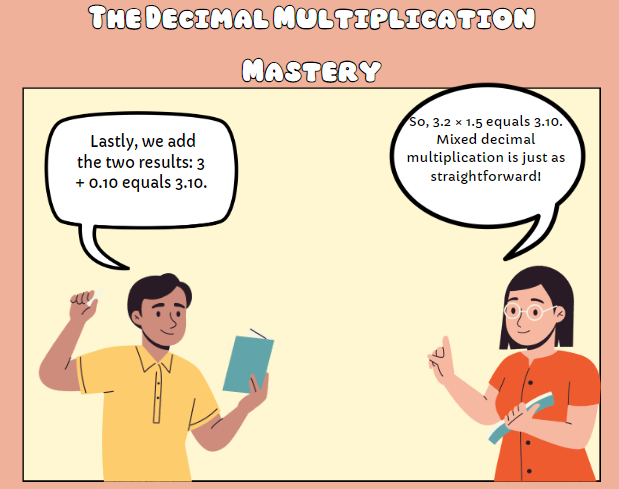 The Decimal Multiplication
Mastery
Lastly, we add
the two results: 3
+ 0.10 equals 3.10.
So, 3.2 × 1.5 equals 3.10.
Mixed decimal
multiplication is just as
straightforward!